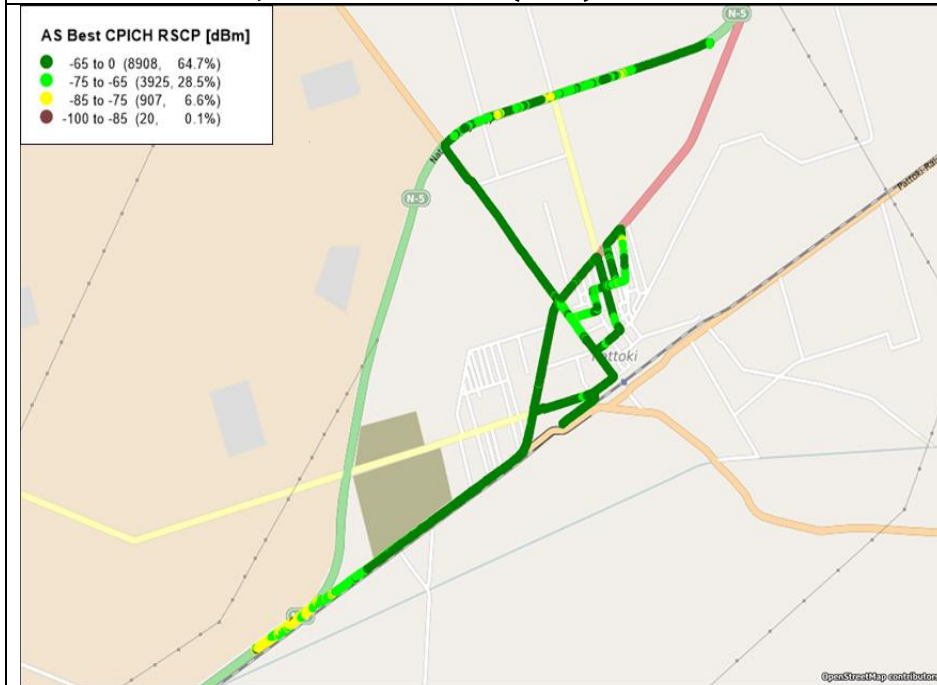 AS Best CPICH RSCP [dBm]
-65 to 0 (8908, 64.7%)
-75 to -65 (3925, 28.5%)
-85 to -75 (907, 6.6%)
-100 to -85 (20, 0.1%)
N-5
N-5
Pattoki
OpenStreetMap contributors